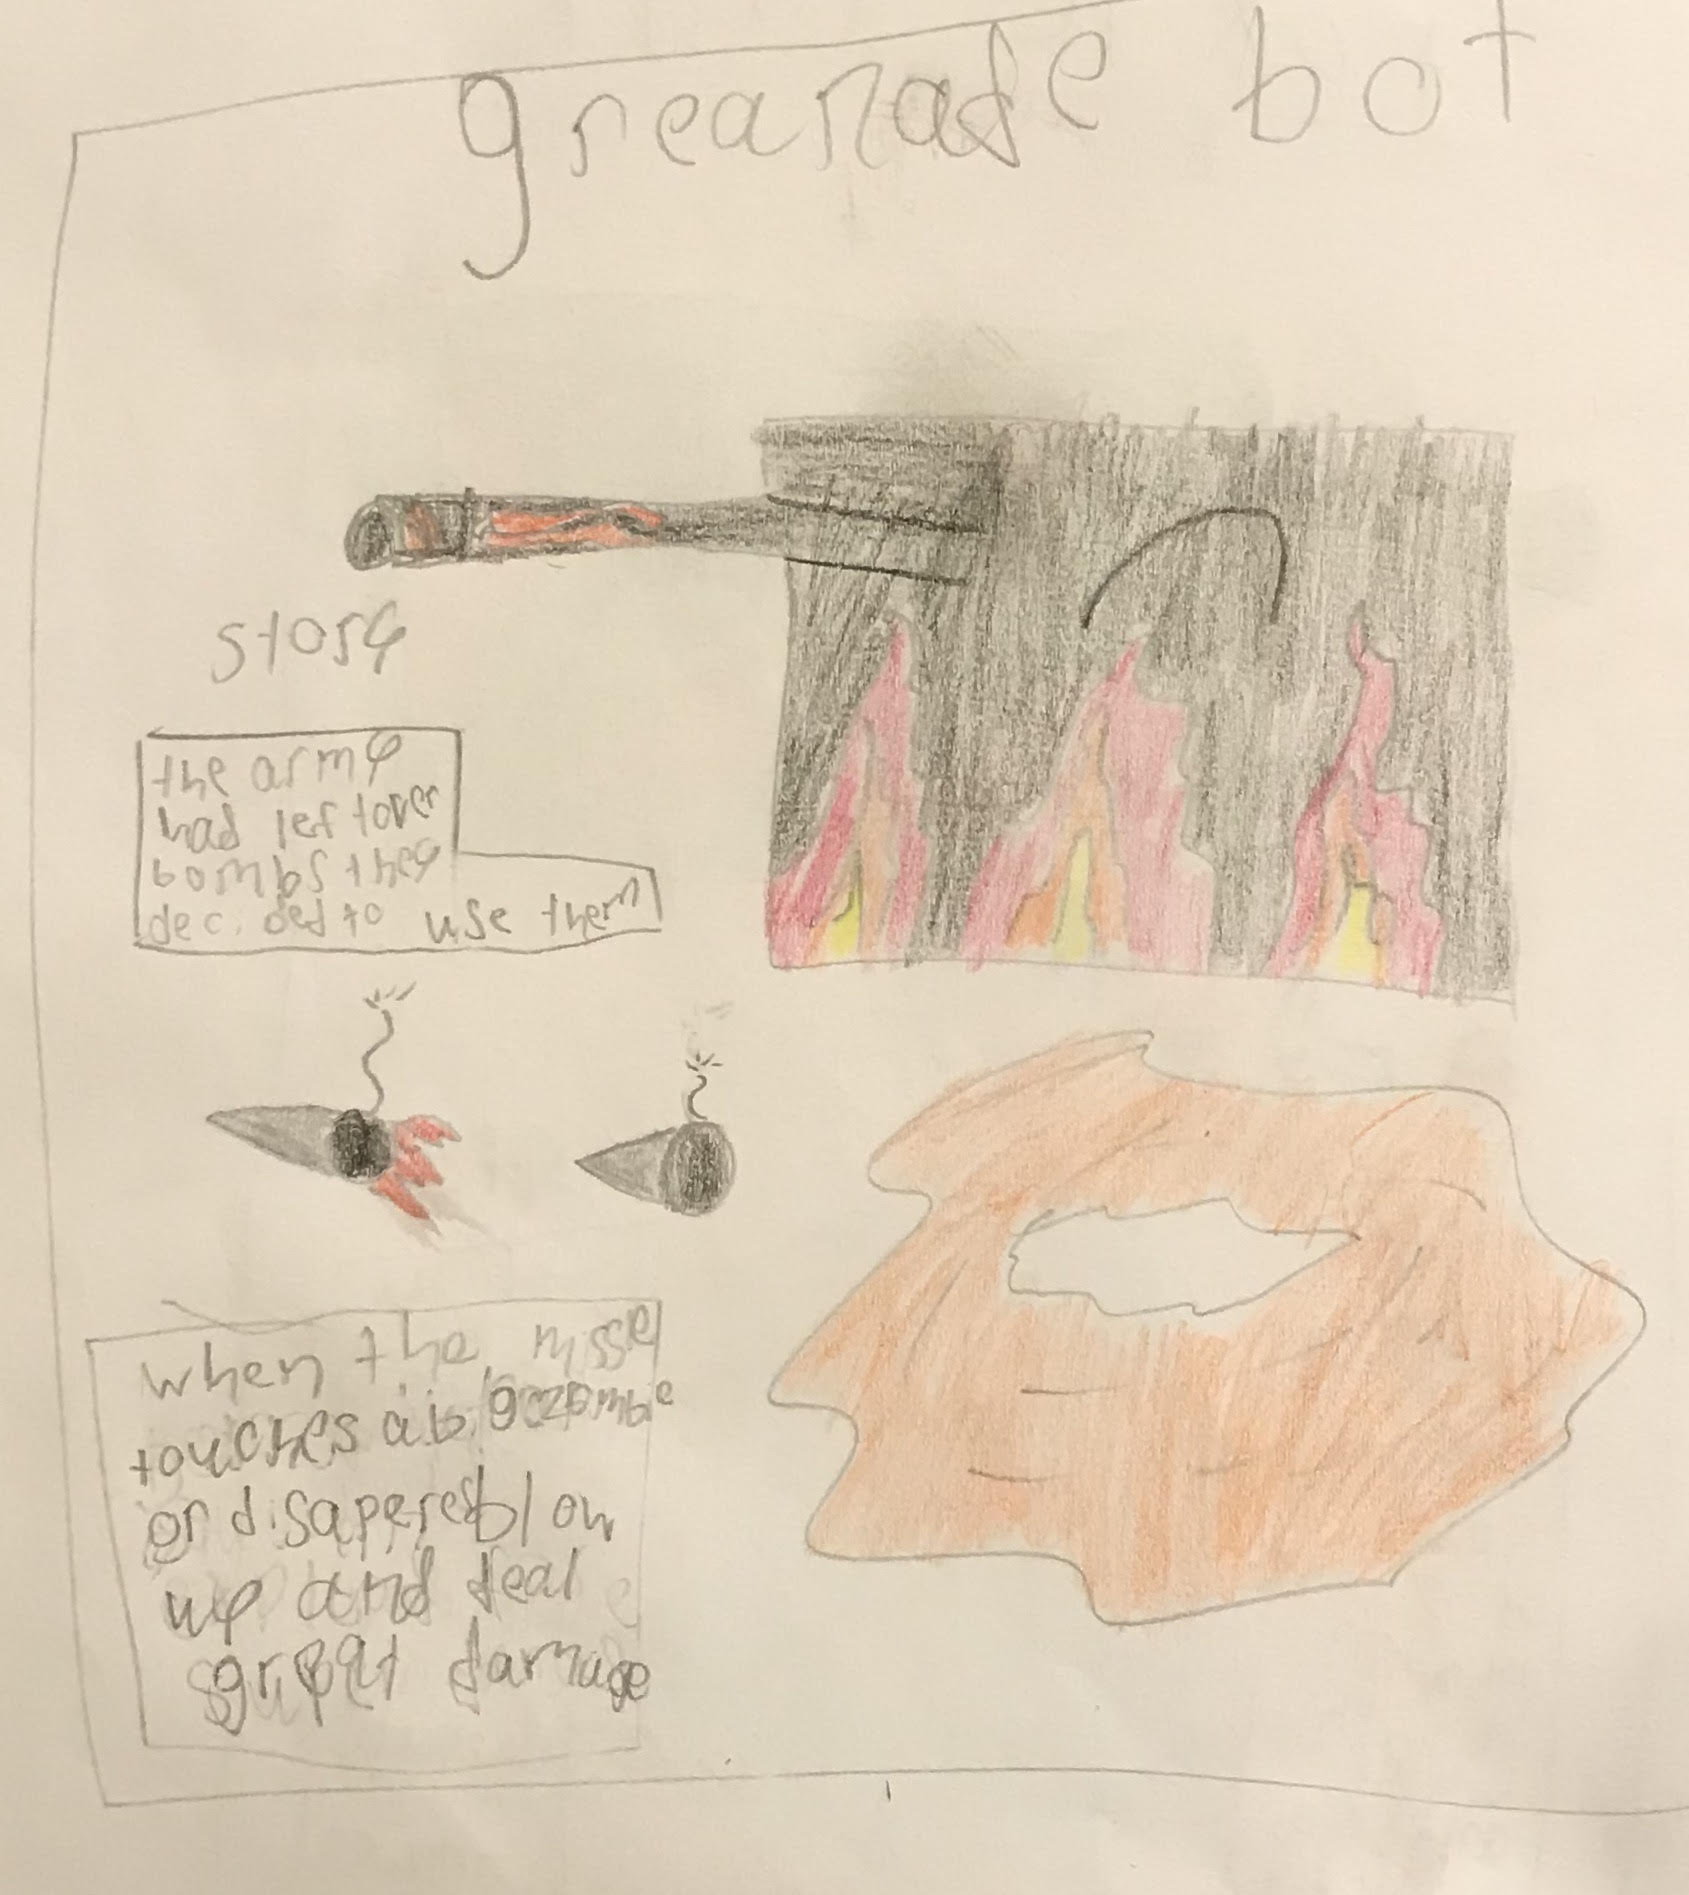 greanade bot
story
the army
had leftover
bombs they
decided to use them
when the missel
touches a big zombie
or disaperes blow
up and deal
great damage